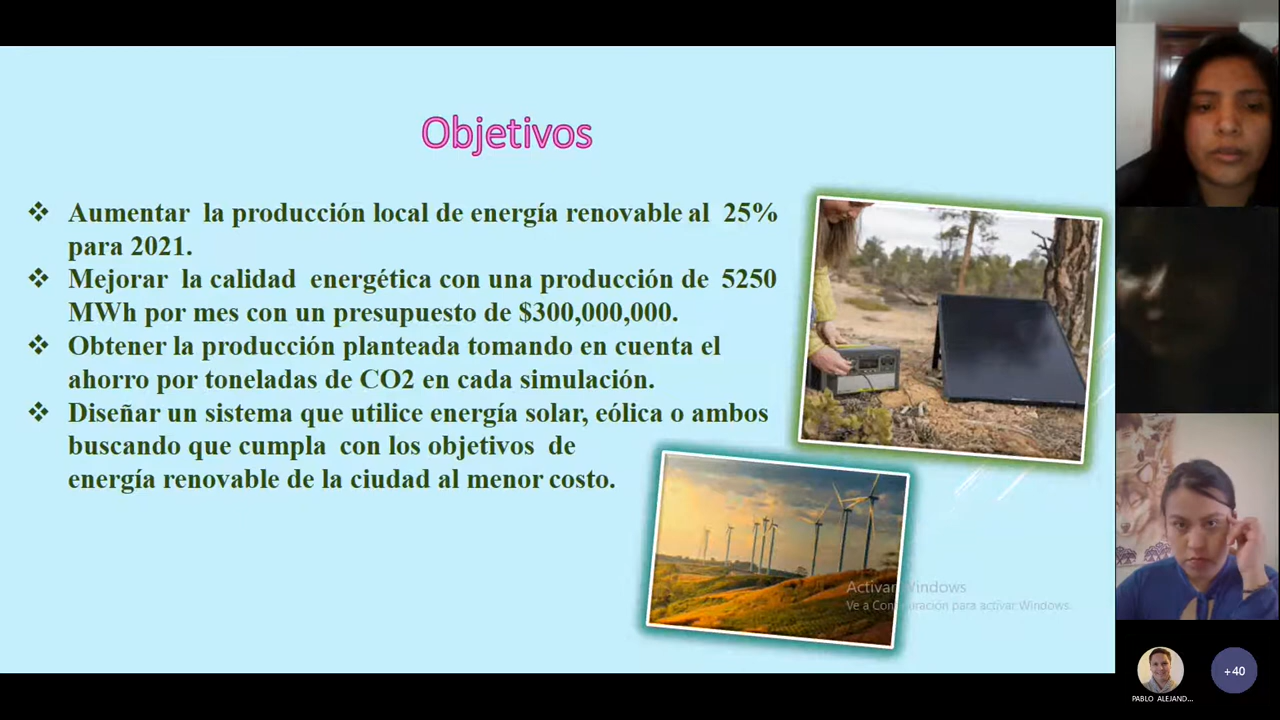 Objetivos
❖ Aumentar la producción local de energía renovable al 25%
para 2021.
❖ Mejorar la calidad energética con una producción de 5250
MWh por mes con un presupuesto de $300,000,000.
❖ Obtener la producción planteada tomando en cuenta el
ahorro por toneladas de CO2 en cada simulación.
❖ Diseñar un sistema que utilice energía solar, eólica o ambos
buscando que cumpla con los objetivos de
energía renovable de la ciudad al menor costo.
Activar Windows
Ve a Configuración para activar Windows.
PABLO ALEJAND...
+40